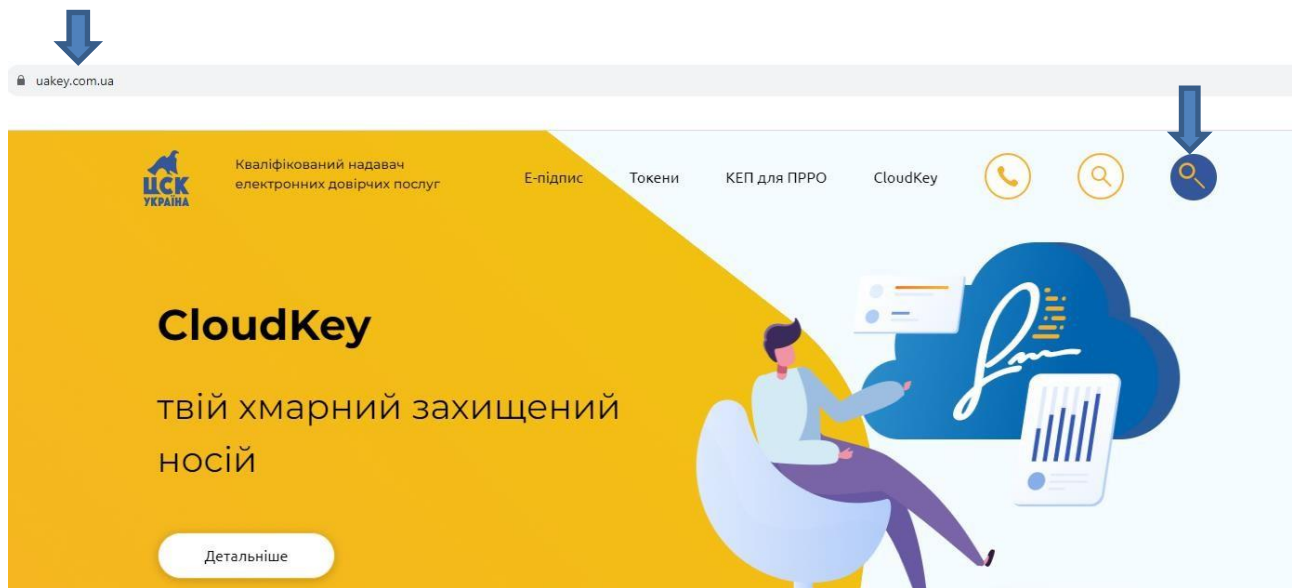 uakey.com.ua
ЦСК
УКРАЇНА
Кваліфікований надавач
електронних довірчих послуг
Е-підпис Токени КЕП для ПРРО CloudKey
CloudKey
твій хмарний захищений
носій
Детальніше